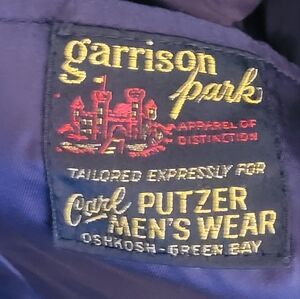 garrison
park
APPAREL OF
DISTINCTION
TAILORED EXPRESSLY FOR
Carl PUTZER
MEN'S WEAR
OSHKOSH-GREEN BAY